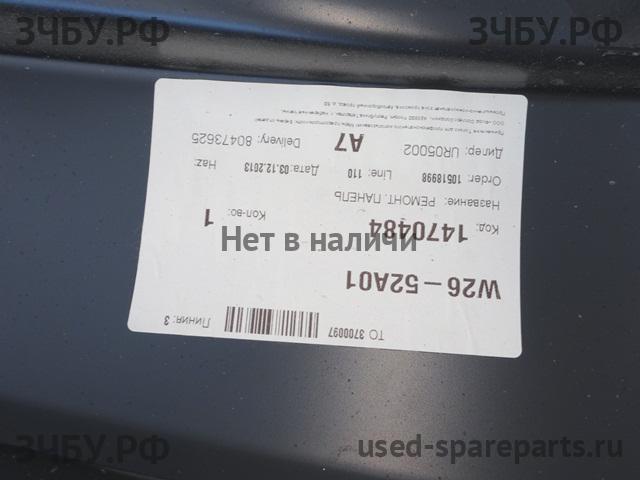 ЗЧБУ.РФ
ЗЧБУ.РФ
ТО 3700097
Линия: 3
W26-52A01
Код: 1470484
Кол-во: 1
Название: РЕМОНТ. ПАНЕЛЬ
Order: 10518998
Line: 110
Дата:03.12.2013
Haz:
Дилер: UR05002
A7
Delivery: 80473625
Нет в наличи
ЗЧБУ.РФ
used-spareparts.ru